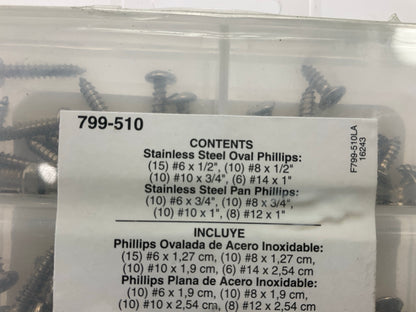 799-510
CONTENTS
Stainless Steel Oval Phillips:
(15) #6 x 1/2", (10) #8 x 1/2"
(10) #10 x 3/4", (6) #14 x 1"
Stainless Steel Pan Phillips:
(10) #6 x 3/4", (10) #8 x 3/4",
(10) #10 x 1", (8) #12 x 1"
INCLUYE
Phillips Ovalada de Acero Inoxidable:
(15) #6 x 1,27 cm, (10) #8 x 1,27 cm,
(10) #10 x 1,9 cm, (6) #14 x 2,54 cm
Phillips Plana de Acero Inoxidable:
(10) #6 x 1,9 cm, (10) #8 x 1,9 cm,
(10) #10 x 2,54 cm, (8) #12 x 2,54 cm
F799-510LA
16243